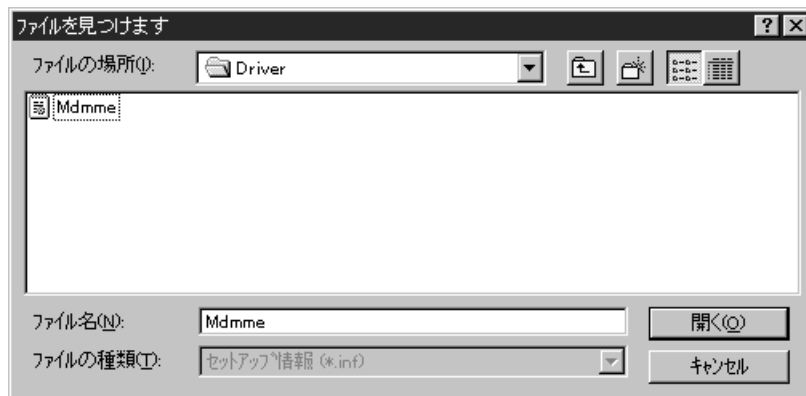 ファイルを見つけます
ファイルの場所(I):
Driver
Mdmme
ファイル名(N):
Mdmme
開く(O)
ファイルの種類(T):
セットアップ情報 (*.inf)
キャンセル